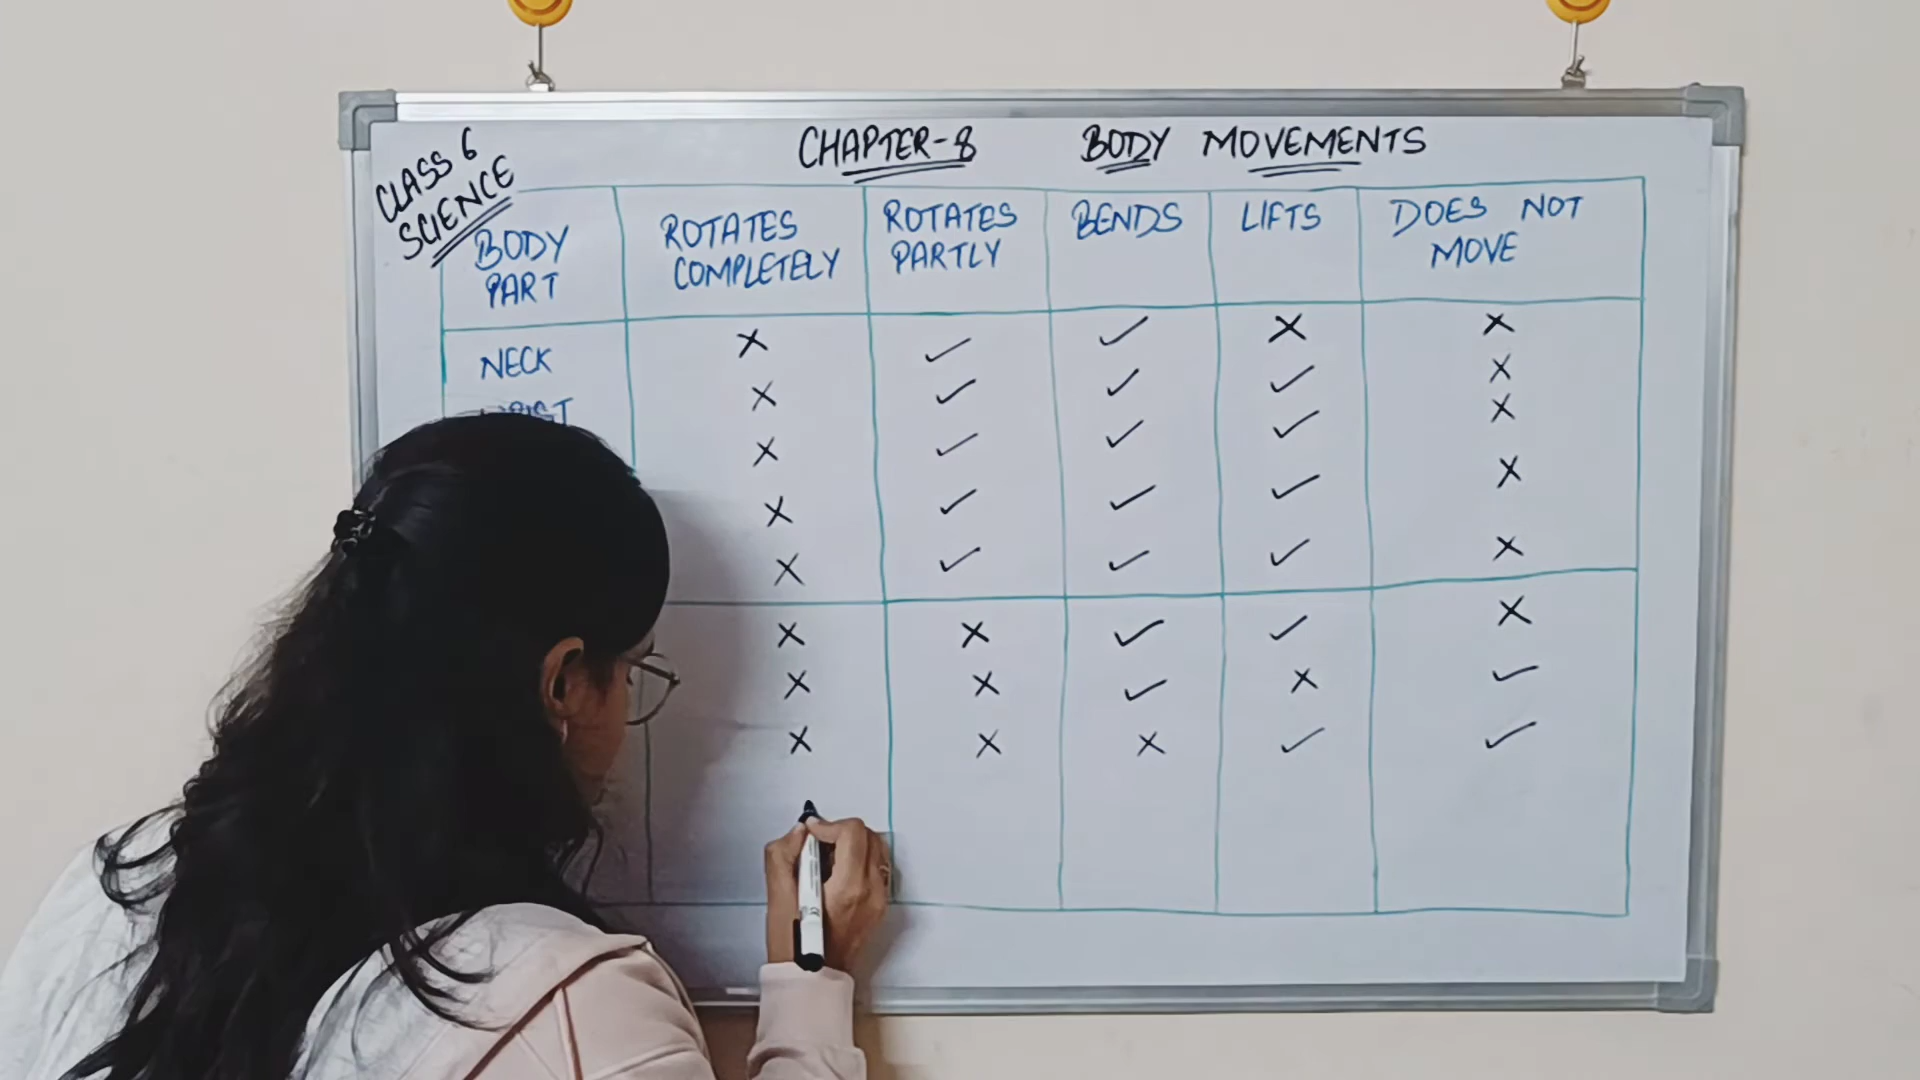 CLASS 6
SCIENCE
CHAPTER-8 BODY MOVEMENTS
BODY PART ROTATES COMPLETELY ROTATES PARTLY BENDS LIFTS DOES NOT MOVE
NECK ✗ ✓ ✓ ✗ ✗
✗ ✓ ✓ ✓ ✗
✗ ✓ ✓ ✓ ✗
✗ ✓ ✓ ✓ ✗
✗ ✓ ✓ ✓ ✗
✗ ✗ ✓ ✓ ✗
✗ ✗ ✓ ✗ ✓
✗ ✗ ✗ ✓ ✓